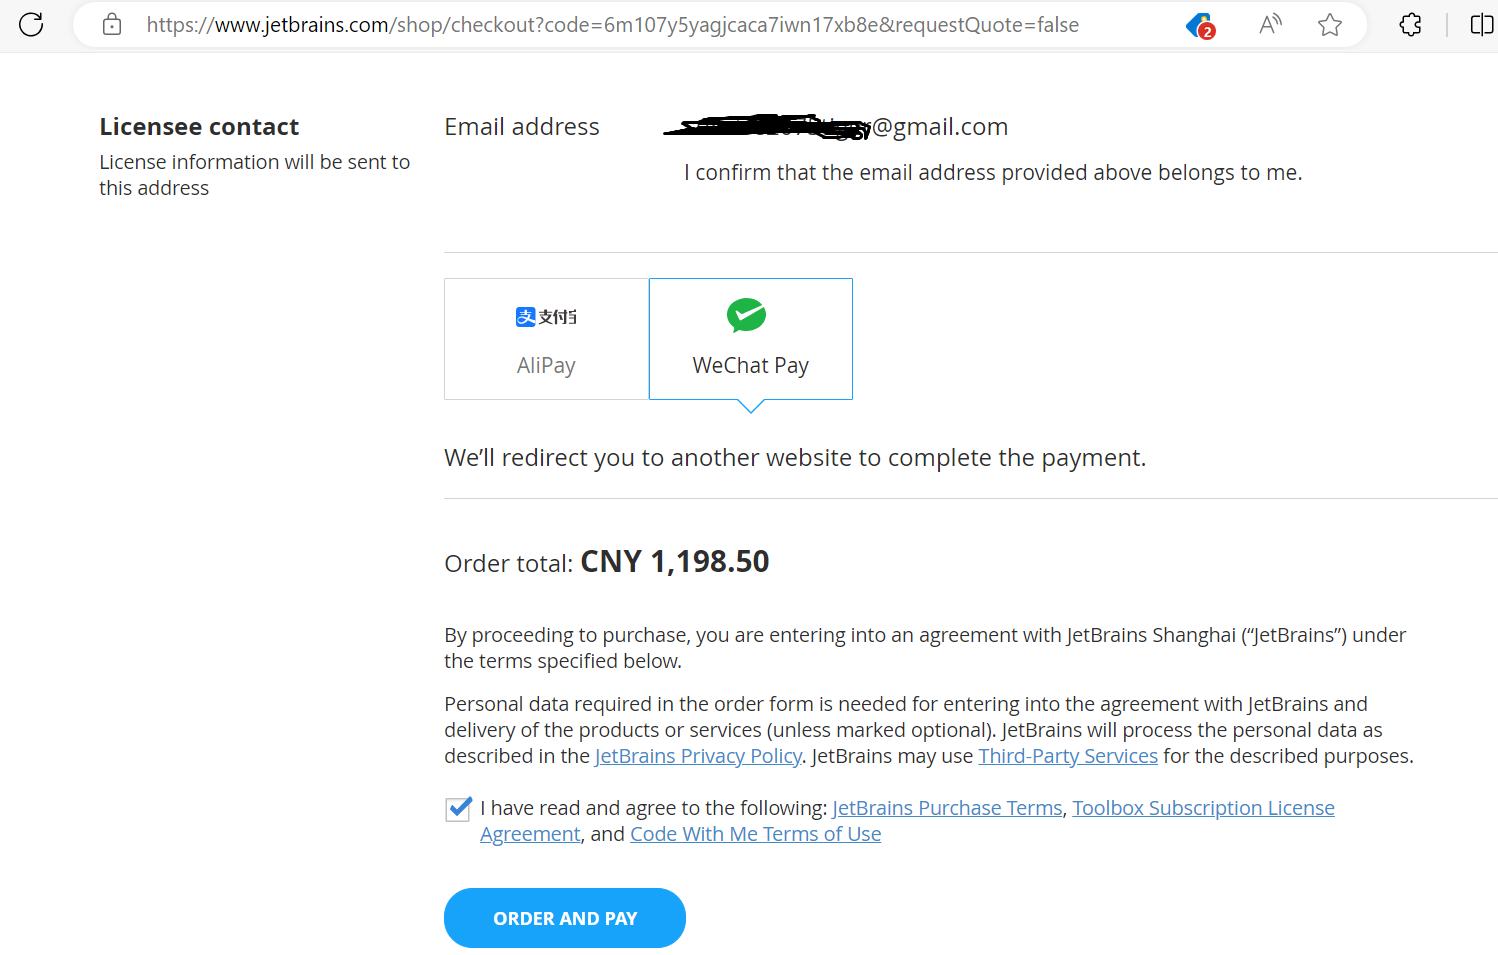 https://www.jetbrains.com/shop/checkout?code=6m107y5yagjcaca7iwn17xb8e&requestQuote=false
2
Licensee contact
License information will be sent to
this address
Email address
@gmail.com
I confirm that the email address provided above belongs to me.
支 支付宝
AliPay
WeChat Pay
We’ll redirect you to another website to complete the payment.
Order total: CNY 1,198.50
By proceeding to purchase, you are entering into an agreement with JetBrains Shanghai (“JetBrains”) under
the terms specified below.
Personal data required in the order form is needed for entering into the agreement with JetBrains and
delivery of the products or services (unless marked optional). JetBrains will process the personal data as
described in the JetBrains Privacy Policy. JetBrains may use Third-Party Services for the described purposes.
I have read and agree to the following: JetBrains Purchase Terms, Toolbox Subscription License
Agreement, and Code With Me Terms of Use
ORDER AND PAY